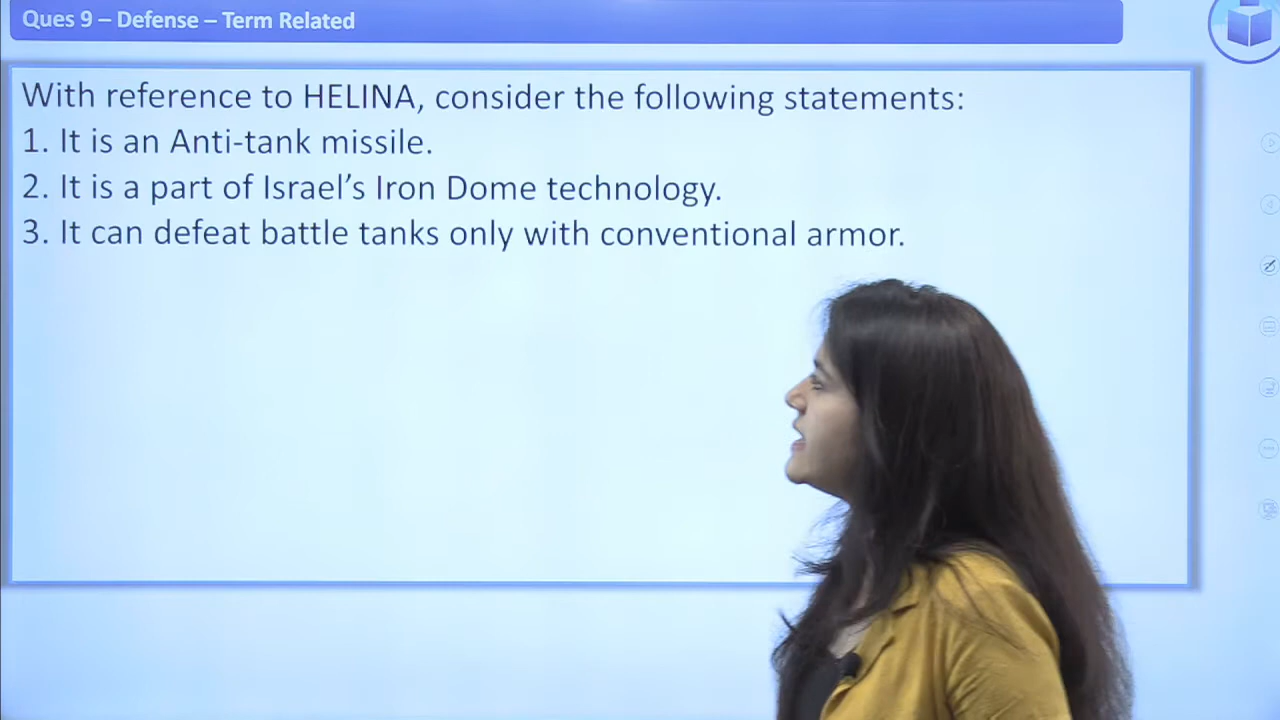 Ques 9 – Defense – Term Related
With reference to HELINA, consider the following statements:
1. It is an Anti-tank missile.
2. It is a part of Israel’s Iron Dome technology.
3. It can defeat battle tanks only with conventional armor.